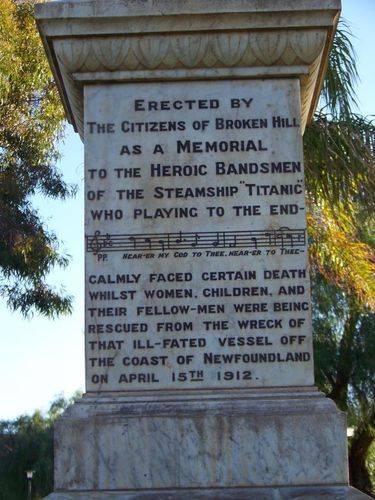 ERECTED BY
THE CITIZENS OF BROKEN HILL
AS A MEMORIAL
TO THE HEROIC BANDSMEN
OF THE STEAMSHIP "TITANIC"
WHO PLAYING TO THE END-
PP. NEAR-ER MY GOD TO THEE, NEAR-ER TO THEE-
CALMLY FACED CERTAIN DEATH
WHILST WOMEN, CHILDREN, AND
THEIR FELLOW-MEN WERE BEING
RESCUED FROM THE WRECK OF
THAT ILL-FATED VESSEL OFF
THE COAST OF NEWFOUNDLAND
ON APRIL 15TH 1912.